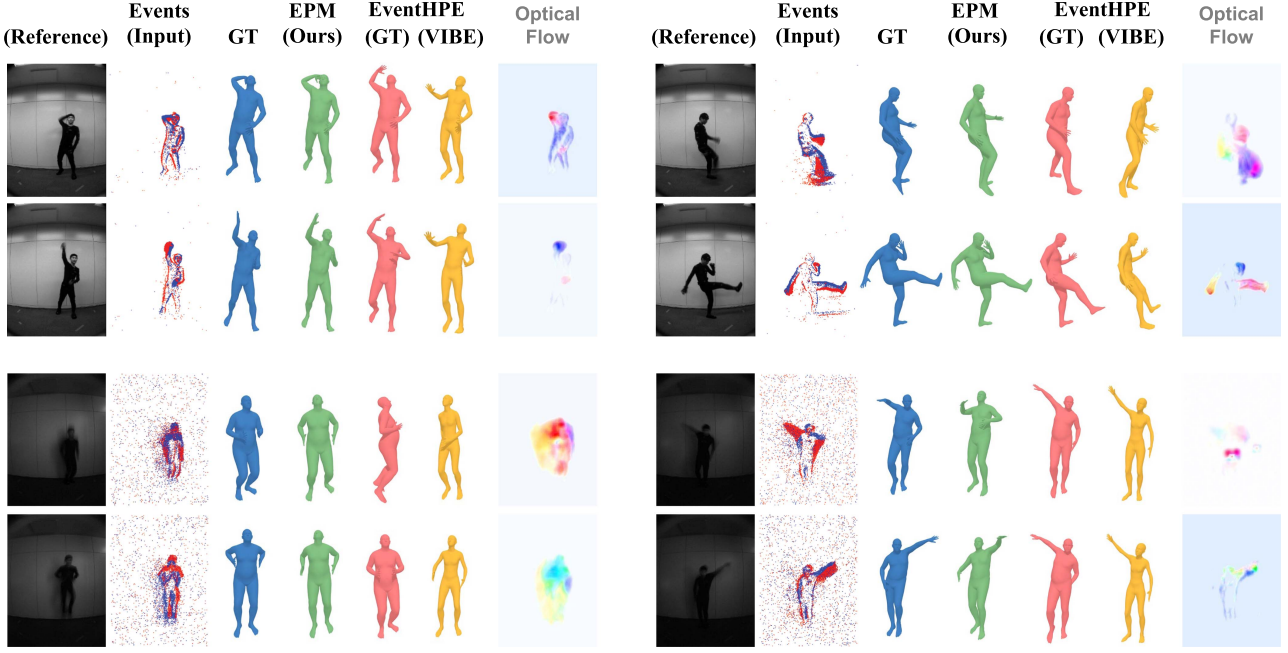 Events EPM EventHPE Optical
(Reference) (Input) GT (Ours) (GT) (VIBE) Flow
Events EPM EventHPE Optical
(Reference) (Input) GT (Ours) (GT) (VIBE) Flow